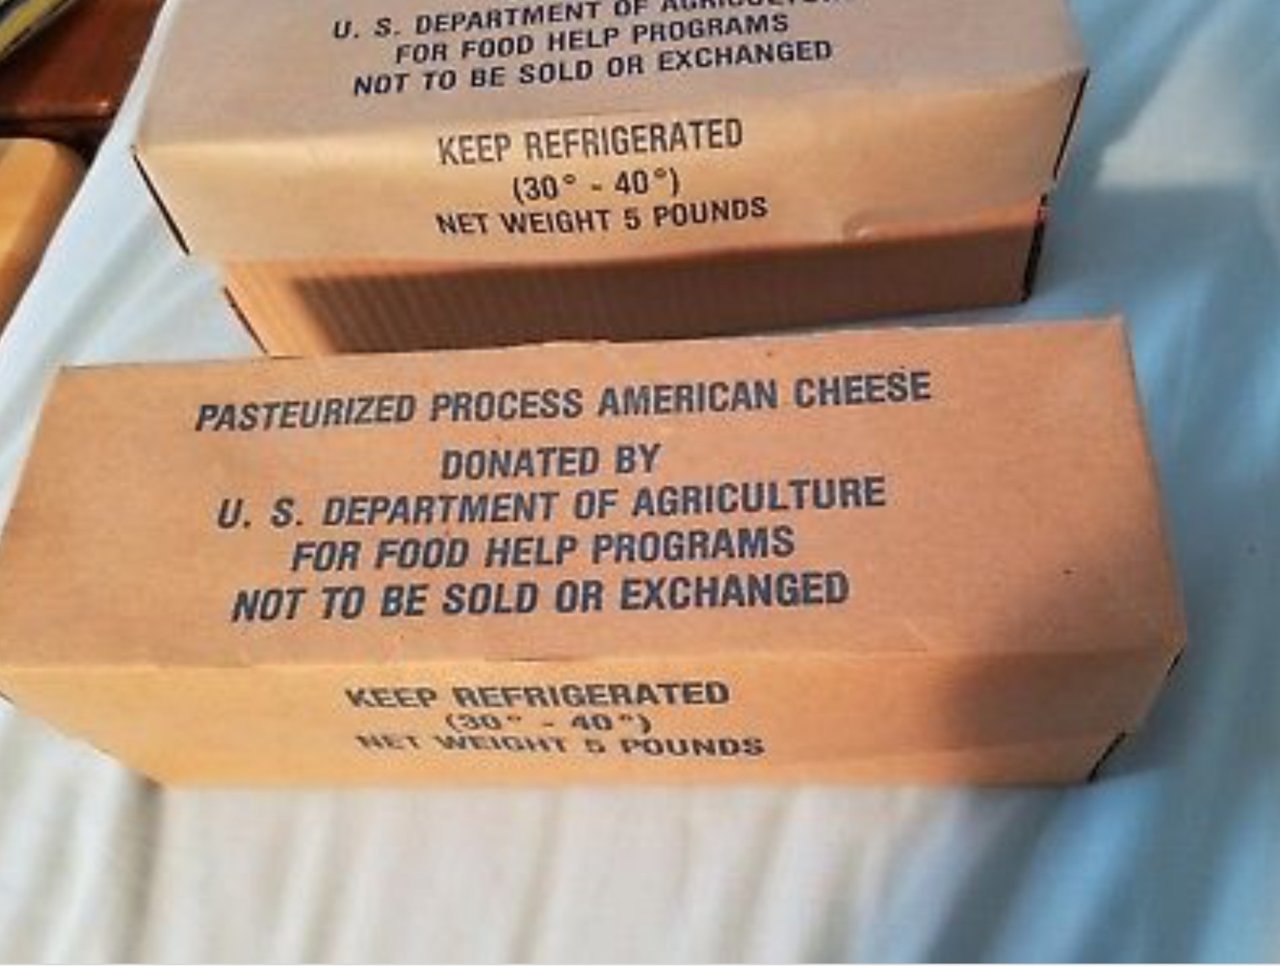 U. S. DEPARTMENT OF AGRICULTURE
FOR FOOD HELP PROGRAMS
NOT TO BE SOLD OR EXCHANGED
KEEP REFRIGERATED
(30° - 40°)
NET WEIGHT 5 POUNDS
PASTEURIZED PROCESS AMERICAN CHEESE
DONATED BY
U. S. DEPARTMENT OF AGRICULTURE
FOR FOOD HELP PROGRAMS
NOT TO BE SOLD OR EXCHANGED
KEEP REFRIGERATED
(30° - 40°)
NET WEIGHT 5 POUNDS